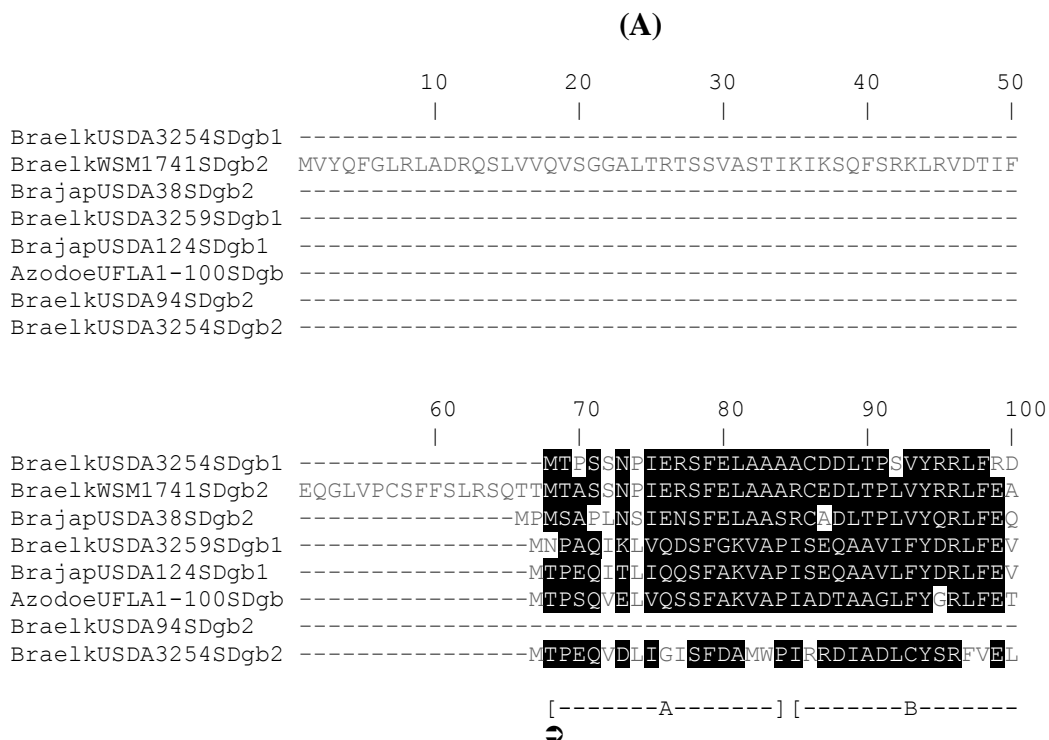 (A)
10 20 30 40 50
| | | | |
BraelkUSDA3254SDgb1 --------------------------------------------------
BraelkWSM1741SDgb2 MVYQFGLRLADRQSLVVQVSGGALTRTSSVASTIKIKSQFSRKLRVDTIF
BrajapUSDA38SDgb2 --------------------------------------------------
BraelkUSDA3259SDgb1 --------------------------------------------------
BrajapUSDA124SDgb1 --------------------------------------------------
AzodoeUFLA1-100SDgb --------------------------------------------------
BraelkUSDA94SDgb2 --------------------------------------------------
BraelkUSDA3254SDgb2 --------------------------------------------------
60 70 80 90 100
| | | | |
BraelkUSDA3254SDgb1 -----------------MTPSSNPIERSFELAAAACDDLTPSVYRRLFRD
BraelkWSM1741SDgb2 EQGLVPCSFFSLRSQTTMTASSNPIERSFELAAARCEDLTPLVYRRLFEA
BrajapUSDA38SDgb2 ---------------MPMSAPLNSIENSFELAASRCADLTPLVYQRLFEQ
BraelkUSDA3259SDgb1 ----------------MNPAQIKLVQDSFGKVAPISEQAAVIFYDRLFEV
BrajapUSDA124SDgb1 ----------------MTPEQITLIQQSFAKVAPISEQAAVLFYDRLFEV
AzodoeUFLA1-100SDgb ----------------MTPSQVELVQSSFAKVAPIADTAAGLFYGRLFET
BraelkUSDA94SDgb2 --------------------------------------------------
BraelkUSDA3254SDgb2 ----------------MTPEQVDLIGISFDAMWPIRRDIADLCYSRFVEL
[-------A-------][-------B-------
➲